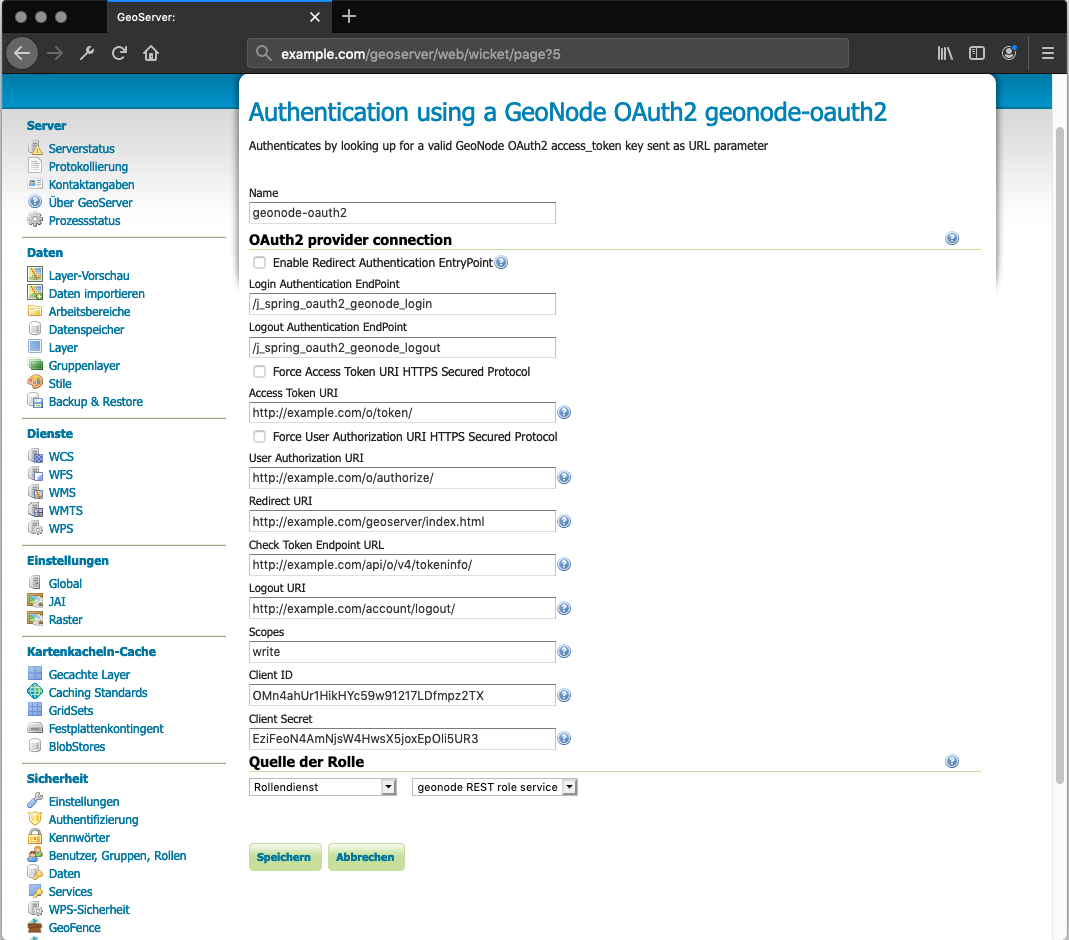 GeoServer:
example.com/geoserver/web/wicket/page?5
Server
Serverstatus
Protokollierung
Kontaktangaben
Über GeoServer
Prozessstatus
Daten
Layer-Vorschau
Daten importieren
Arbeitsbereiche
Datenspeicher
Layer
Gruppenlayer
Stile
Backup & Restore
Dienste
WCS
WFS
WMS
WMTS
WPS
Einstellungen
Global
JAI
Raster
Kartenkacheln-Cache
Gecachte Layer
Caching Standards
GridSets
Festplattenkontingent
BlobStores
Sicherheit
Einstellungen
Authentifizierung
Kennwörter
Benutzer, Gruppen, Rollen
Daten
Services
WPS-Sicherheit
GeoFence
Authentication using a GeoNode OAuth2 geonode-oauth2
Authenticates by looking up for a valid GeoNode OAuth2 access_token key sent as URL parameter
Name
geonode-oauth2
OAuth2 provider connection
Enable Redirect Authentication EntryPoint
Login Authentication EndPoint
/j_spring_oauth2_geonode_login
Logout Authentication EndPoint
/j_spring_oauth2_geonode_logout
Force Access Token URI HTTPS Secured Protocol
Access Token URI
http://example.com/o/token/
Force User Authorization URI HTTPS Secured Protocol
User Authorization URI
http://example.com/o/authorize/
Redirect URI
http://example.com/geoserver/index.html
Check Token Endpoint URL
http://example.com/api/o/v4/tokeninfo/
Logout URI
http://example.com/account/logout/
Scopes
write
Client ID
OMn4ahUr1HikHYc59w91217LDfmpz2TX
Client Secret
EziFeoN4AmNjsW4HwsX5joxEpOli5UR3
Quelle der Rolle
Rollendienst
geonode REST role service
Speichern
Abbrechen